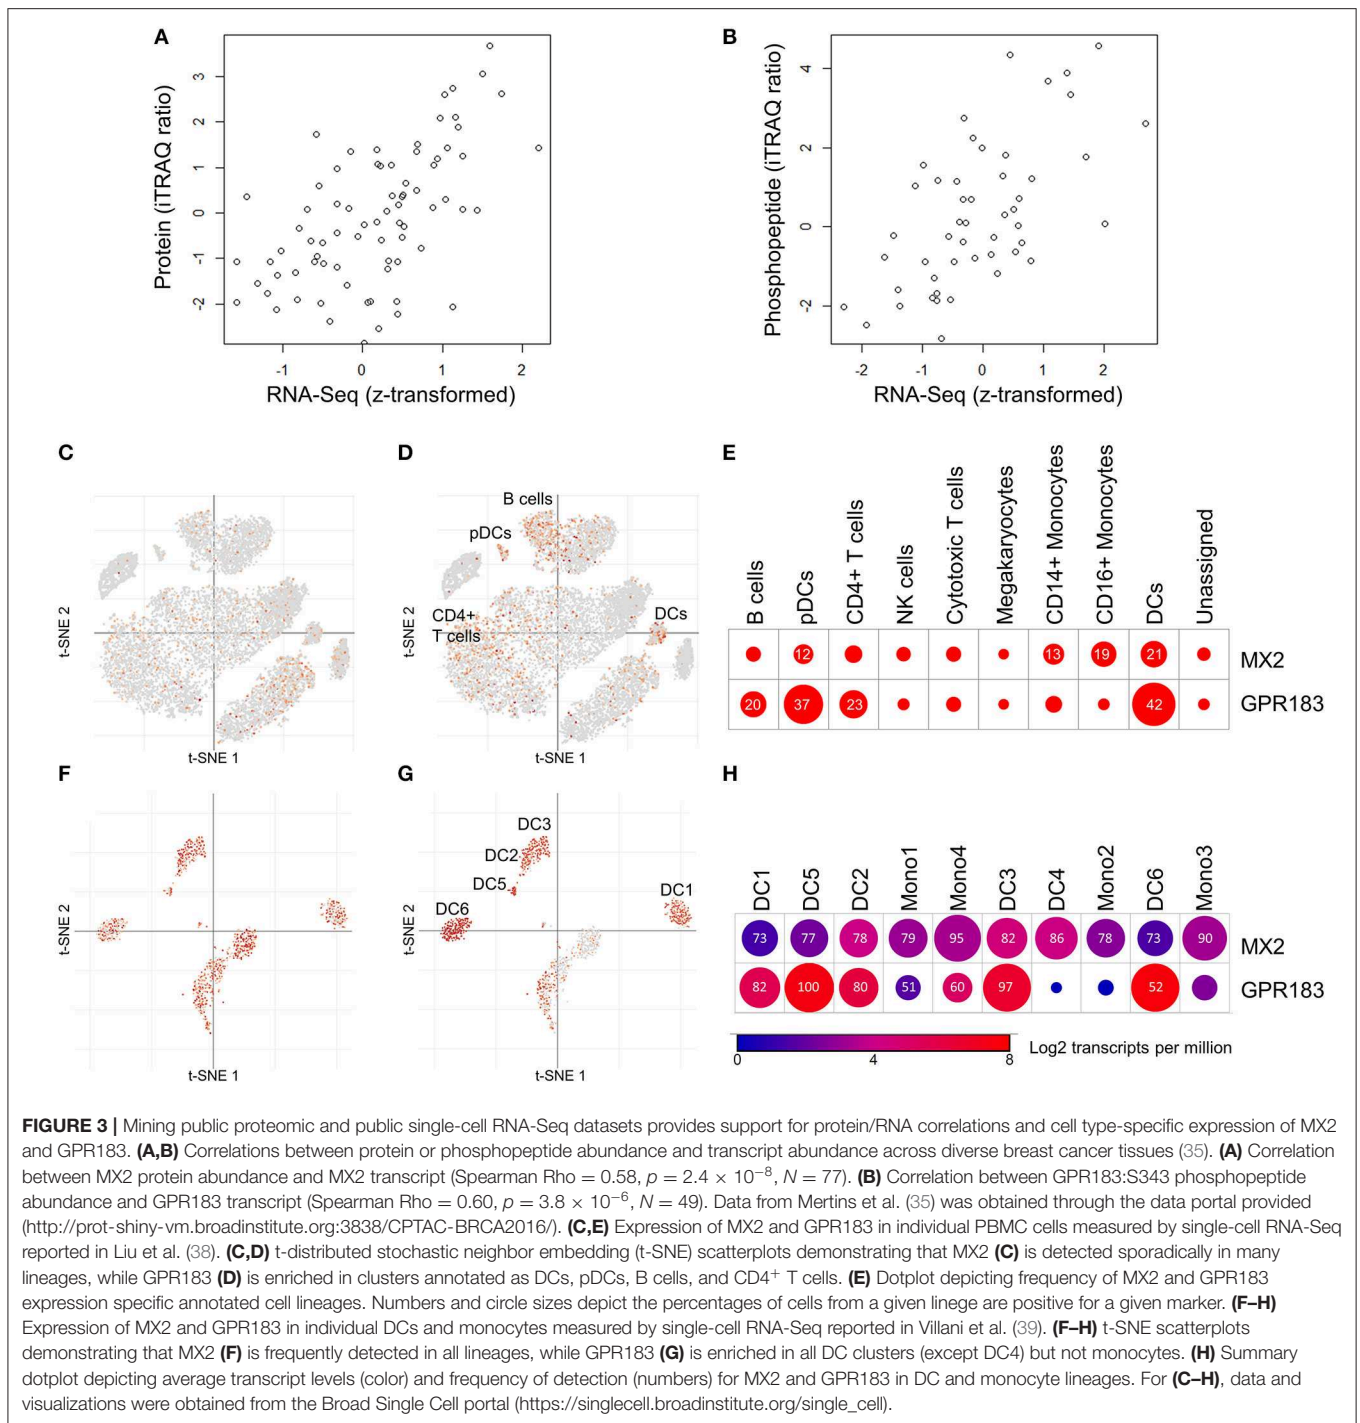 A
B
Protein (iTRAQ ratio)
3
2
1
0
-1
-2
-1
0
1
2
RNA-Seq (z-transformed)
Phosphopeptide (iTRAQ ratio)
4
2
0
-2
-2
-1
0
1
2
RNA-Seq (z-transformed)
C
t-SNE 2
t-SNE 1
D
B cells
pDCs
CD4+
T cells
DCs
t-SNE 2
t-SNE 1
E
B cells
pDCs
CD4+ T cells
NK cells
Cytotoxic T cells
Megakaryocytes
CD14+ Monocytes
CD16+ Monocytes
DCs
Unassigned
12 13 19 21 MX2
20 37 23 42 GPR183
F
t-SNE 2
t-SNE 1
G
DC3
DC2
DC5
DC1
DC6
t-SNE 2
t-SNE 1
H
DC1
DC5
DC2
Mono1
Mono4
DC3
DC4
Mono2
DC6
Mono3
73 77 78 79 95 82 86 78 73 90 MX2
82 100 80 51 60 97 52 GPR183
0 4 8 Log2 transcripts per million
FIGURE 3 | Mining public proteomic and public single-cell RNA-Seq datasets provides support for protein/RNA correlations and cell type-specific expression of MX2
and GPR183. (A,B) Correlations between protein or phosphopeptide abundance and transcript abundance across diverse breast cancer tissues (35). (A) Correlation
between MX2 protein abundance and MX2 transcript (Spearman Rho = 0.58, p = 2.4 × 10⁻⁸, N = 77). (B) Correlation between GPR183:S343 phosphopeptide
abundance and GPR183 transcript (Spearman Rho = 0.60, p = 3.8 × 10⁻⁶, N = 49). Data from Mertins et al. (35) was obtained through the data portal provided
(http://prot-shiny-vm.broadinstitute.org:3838/CPTAC-BRCA2016/). (C,E) Expression of MX2 and GPR183 in individual PBMC cells measured by single-cell RNA-Seq
reported in Liu et al. (38). (C,D) t-distributed stochastic neighbor embedding (t-SNE) scatterplots demonstrating that MX2 (C) is detected sporadically in many
lineages, while GPR183 (D) is enriched in clusters annotated as DCs, pDCs, B cells, and CD4⁺ T cells. (E) Dotplot depicting frequency of MX2 and GPR183
expression specific annotated cell lineages. Numbers and circle sizes depict the percentages of cells from a given linege are positive for a given marker. (F–H)
Expression of MX2 and GPR183 in individual DCs and monocytes measured by single-cell RNA-Seq reported in Villani et al. (39). (F–H) t-SNE scatterplots
demonstrating that MX2 (F) is frequently detected in all lineages, while GPR183 (G) is enriched in all DC clusters (except DC4) but not monocytes. (H) Summary
dotplot depicting average transcript levels (color) and frequency of detection (numbers) for MX2 and GPR183 in DC and monocyte lineages. For (C–H), data and
visualizations were obtained from the Broad Single Cell portal (https://singlecell.broadinstitute.org/single_cell).